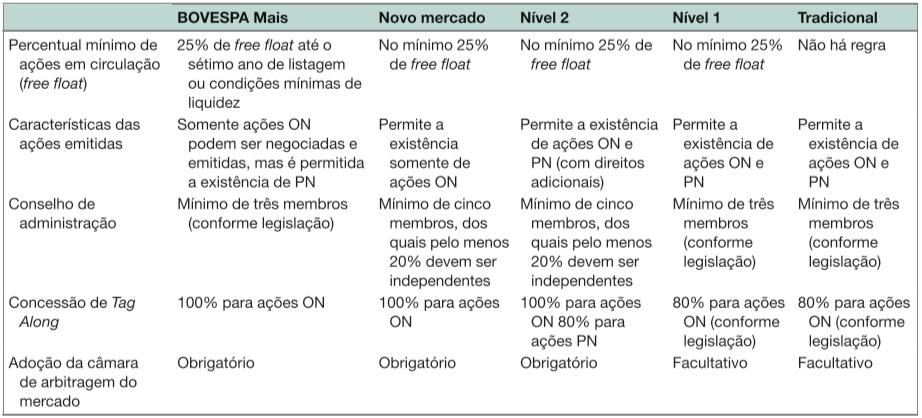 BOVESPA Mais Novo mercado Nível 2 Nível 1 Tradicional
Percentual mínimo de ações em circulação (free float)
25% de free float até o sétimo ano de listagem ou condições mínimas de liquidez
No mínimo 25% de free float
No mínimo 25% de free float
No mínimo 25% de free float
Não há regra
Características das ações emitidas
Somente ações ON podem ser negociadas e emitidas, mas é permitida a existência de PN
Permite a existência somente de ações ON
Permite a existência de ações ON e PN (com direitos adicionais)
Permite a existência de ações ON e PN
Permite a existência de ações ON e PN
Conselho de administração
Mínimo de três membros (conforme legislação)
Mínimo de cinco membros, dos quais pelo menos 20% devem ser independentes
Mínimo de cinco membros, dos quais pelo menos 20% devem ser independentes
Mínimo de três membros (conforme legislação)
Mínimo de três membros (conforme legislação)
Concessão de Tag Along
100% para ações ON
100% para ações ON
100% para ações ON 80% para ações PN
80% para ações ON (conforme legislação)
80% para ações ON (conforme legislação)
Adoção da câmara de arbitragem do mercado
Obrigatório
Obrigatório
Obrigatório
Facultativo
Facultativo